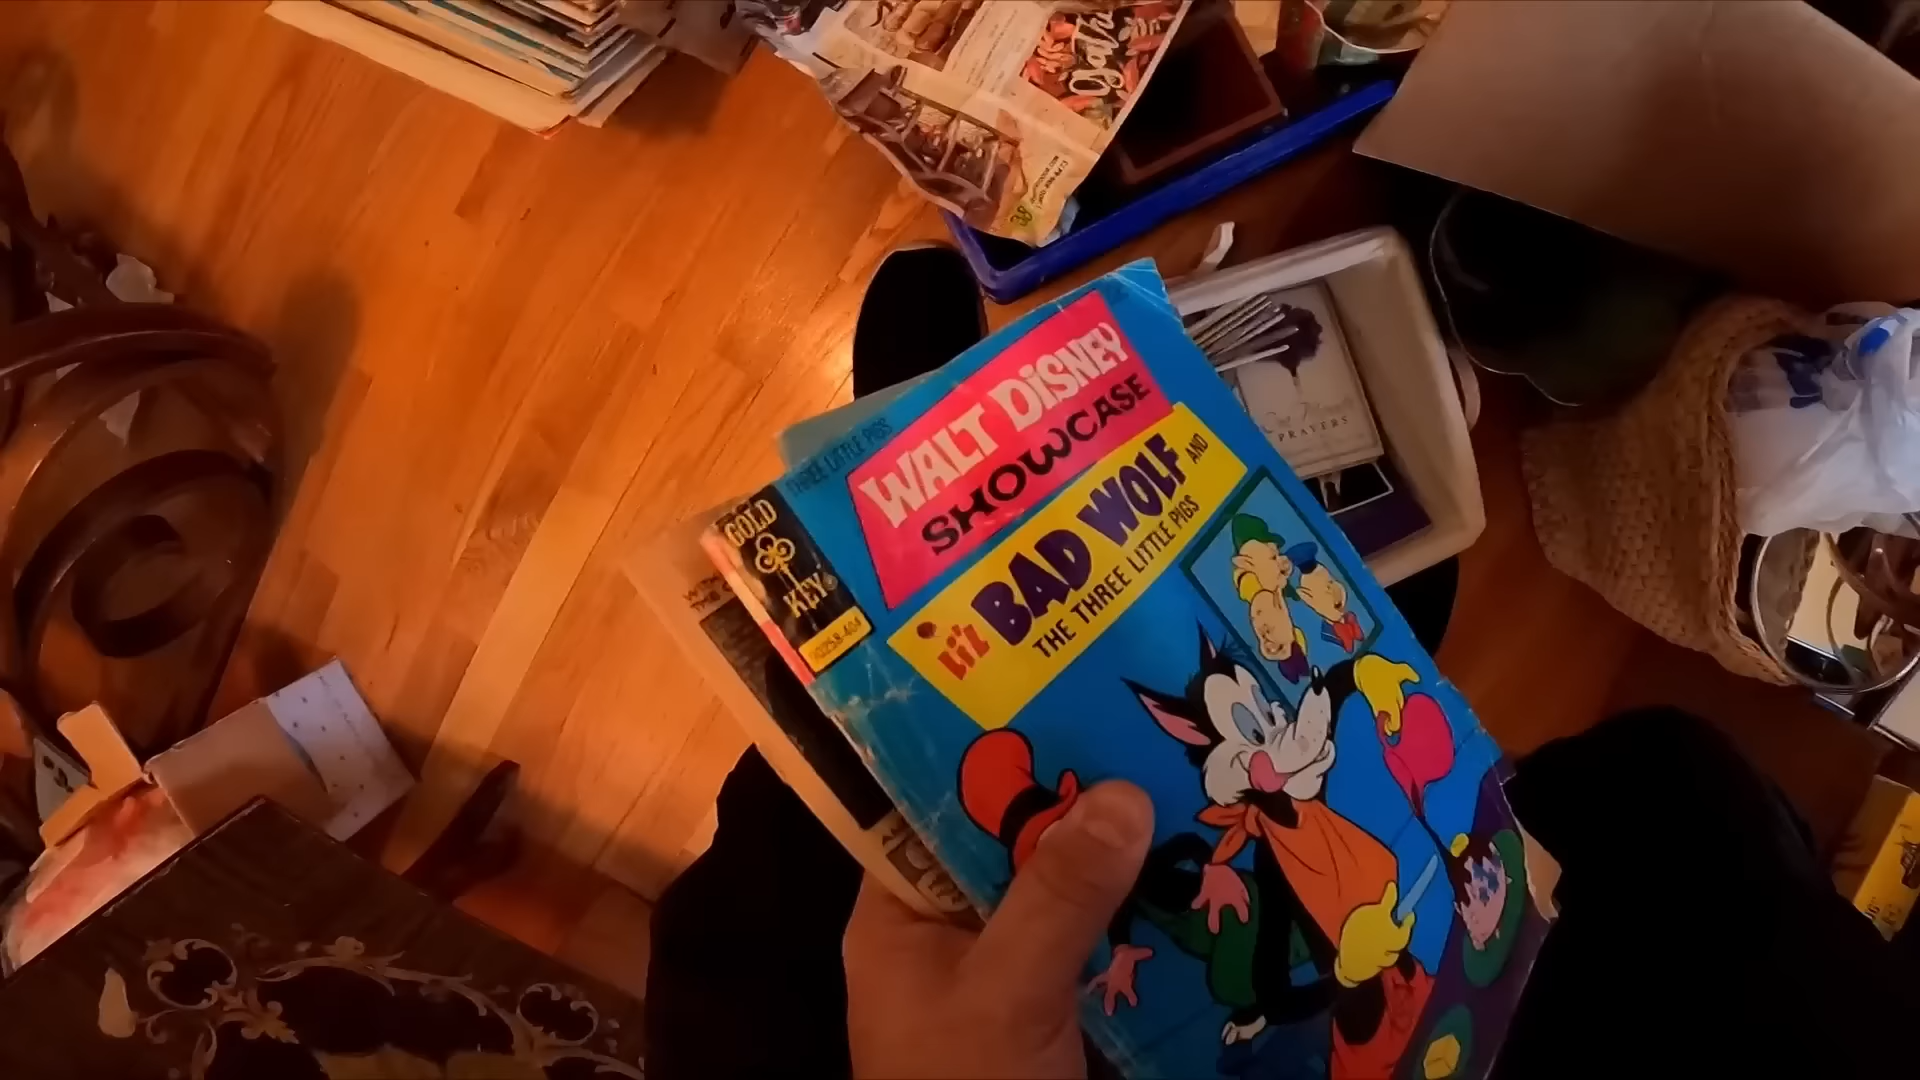 THREE LITTLE PIGS
WALT DISNEY
SHOWCASE
GOLD
KEY
90258-404
Li'L BAD WOLF AND
THE THREE LITTLE PIGS
PRAYERS
38